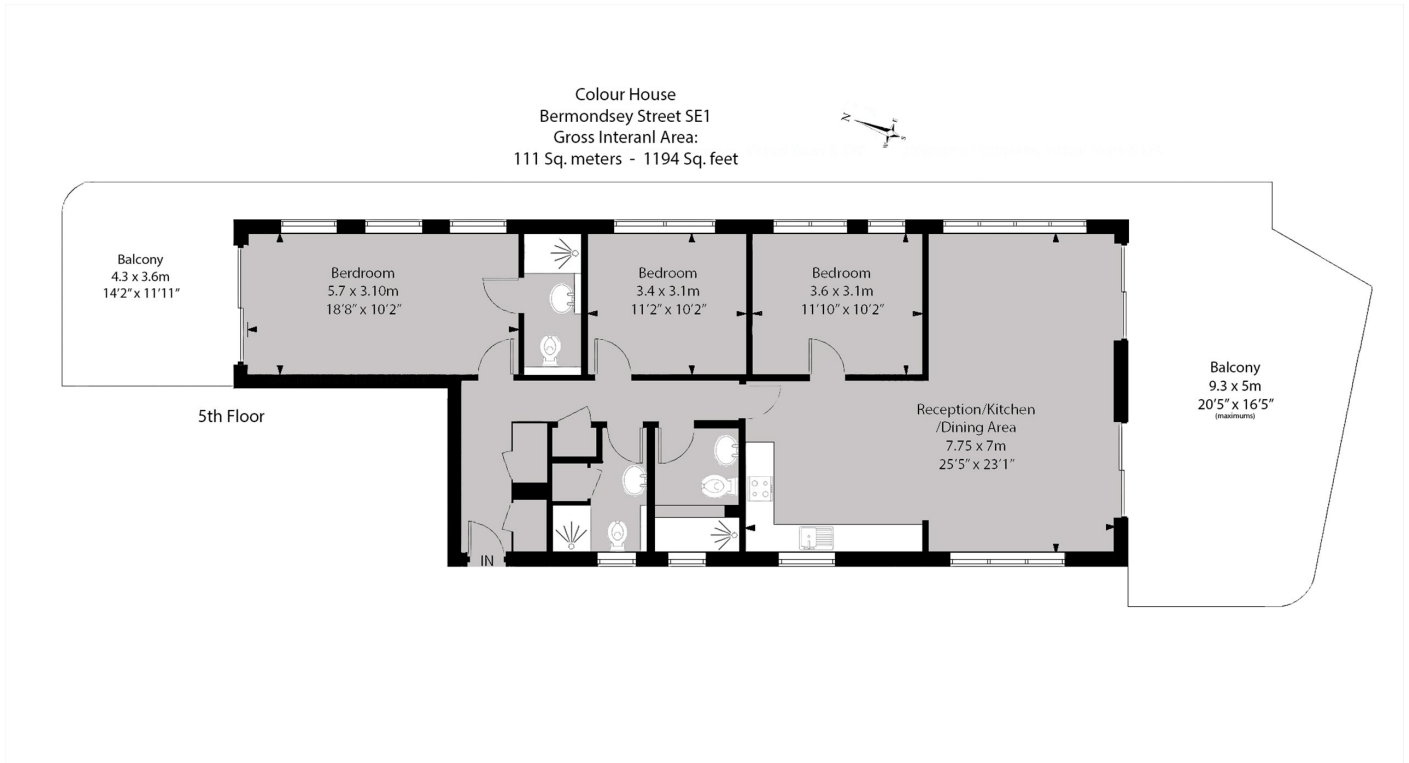 Colour House
Bermondsey Street SE1
Gross Interanl Area:
111 Sq. meters - 1194 Sq. feet
N
E
S
W
Balcony
4.3 x 3.6m
14'2" x 11'11"
Berdroom
5.7 x 3.10m
18'8" x 10'2"
Bedroom
3.4 x 3.1m
11'2" x 10'2"
Bedroom
3.6 x 3.1m
11'10" x 10'2"
Balcony
9.3 x 5m
20'5" x 16'5"
(maximums)
5th Floor
Reception/Kitchen
/Dining Area
7.75 x 7m
25'5" x 23'1"
IN